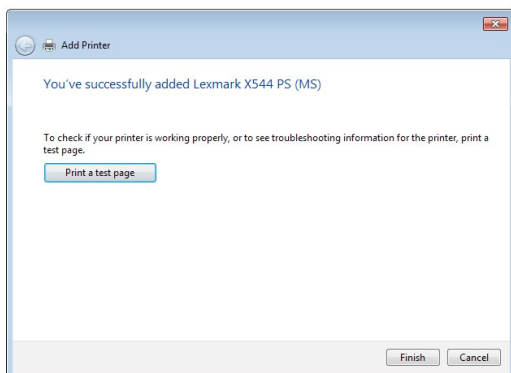 Add Printer
You've successfully added Lexmark X544 PS (MS)
To check if your printer is working properly, or to see troubleshooting information for the printer, print a
test page.
Print a test page
Finish Cancel